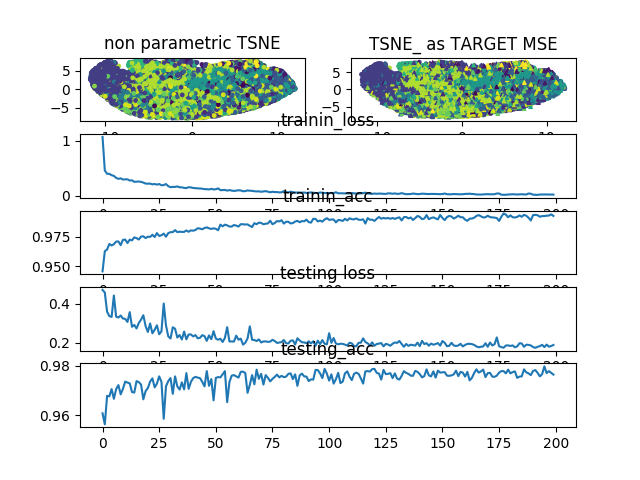 non parametric TSNE
TSNE_ as TARGET MSE
5
0
−5
5
0
−5
0
0
trainin_loss
1
0
trainin_acc
0.975
0.950
testing loss
0.4
0.2
testing_acc
0.98
0.96
0 25 50 75 100 125 150 175 200